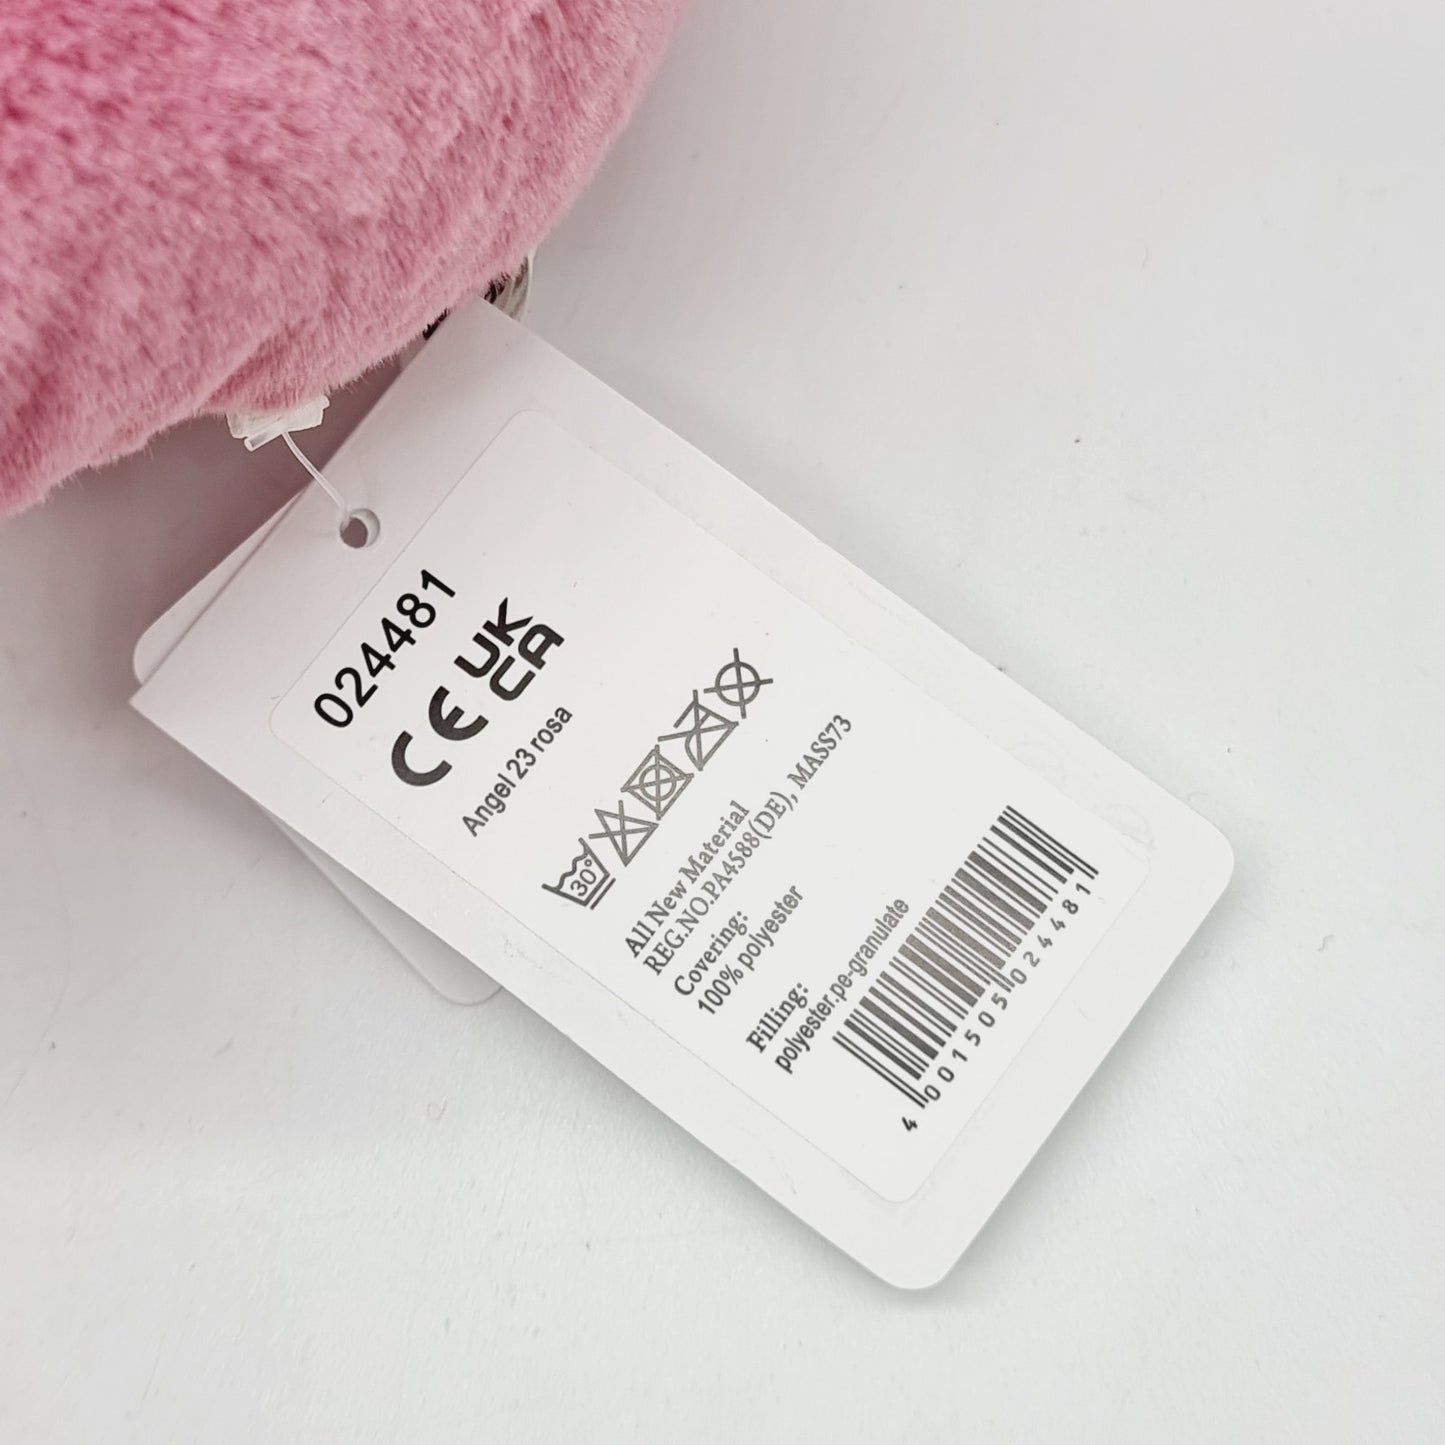 024481
CE UK
CA
Angel 23 rosa
30°
All New Material
REG.NO.PA4588(DE), MASS73
Covering:
100% polyester
Filling:
polyester.pe-granulate
4 001505 024481